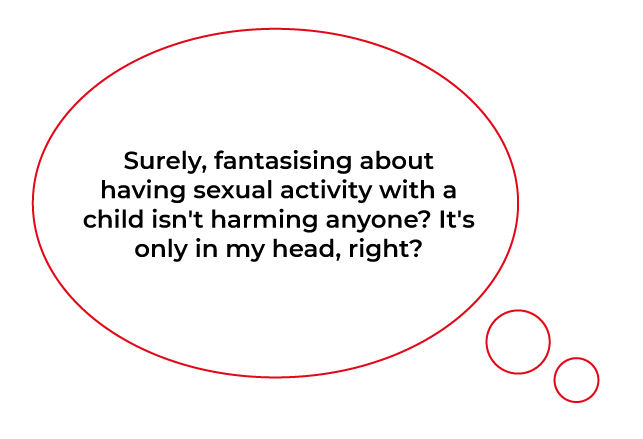 Surely, fantasising about
having sexual activity with a
child isn't harming anyone? It's
only in my head, right?